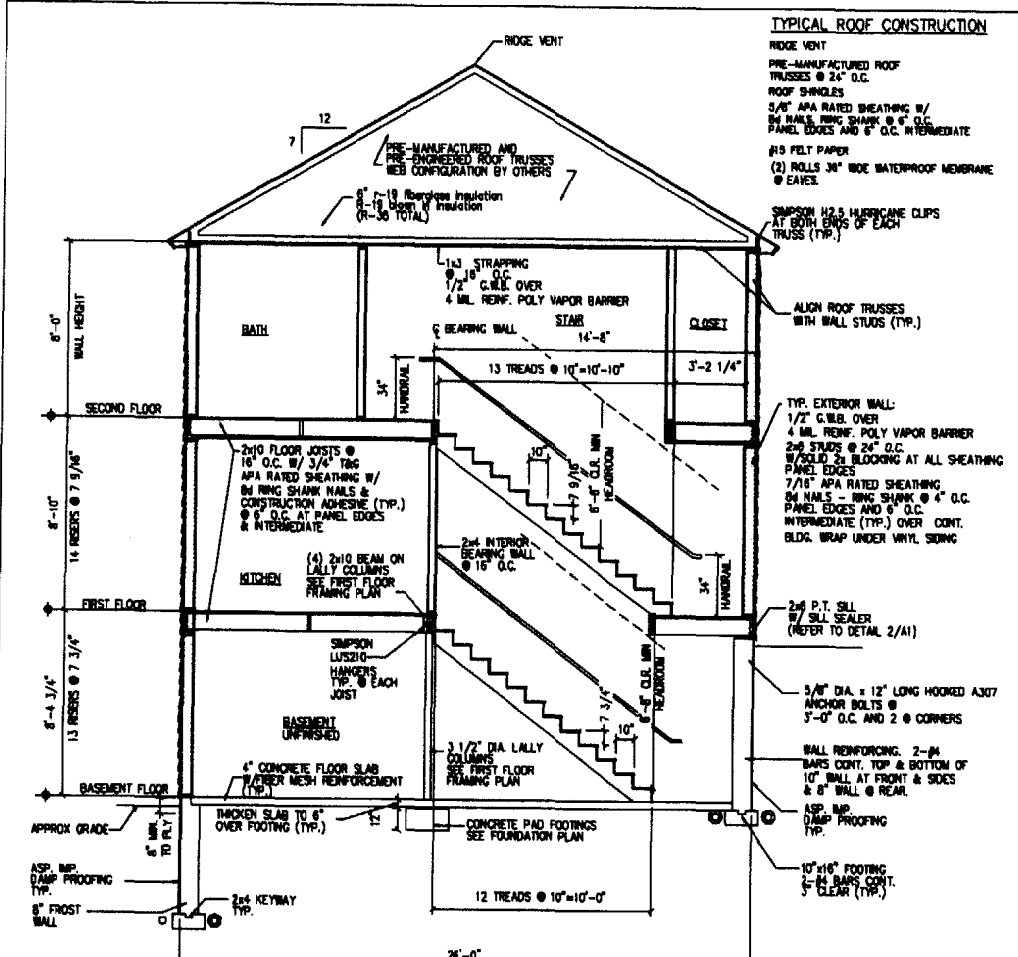 TYPICAL ROOF CONSTRUCTION
RIDGE VENT
PRE-MANUFACTURED ROOF
TRUSSES @ 24" O.C.
ROOF SHINGLES
5/8" APA RATED SHEATHING W/
8d NAILS, RING SHANK @ 6" O.C.
PANEL EDGES AND 6" O.C. INTERMEDIATE
#15 FELT PAPER
(2) ROLLS 36" WIDE WATERPROOF MEMBRANE
@ EAVES.
SIMPSON H2.5 HURRICANE CLIPS
AT BOTH ENDS OF EACH
TRUSS (TYP.)
ALIGN ROOF TRUSSES
WITH WALL STUDS (TYP.)
TYP. EXTERIOR WALL:
1/2" G.W.B. OVER
4 MIL. REINF. POLY VAPOR BARRIER
2x6 STUDS @ 24" O.C.
W/SOLID 2x BLOCKING AT ALL SHEATHING
PANEL EDGES
7/16" APA RATED SHEATHING
8d NAILS - RING SHANK @ 4" O.C.
PANEL EDGES AND 6" O.C.
INTERMEDIATE (TYP.) OVER CONT.
BLDG. WRAP UNDER VINYL SIDING
2x6 P.T. SILL
W/ SILL SEALER
(REFER TO DETAIL 2/A1)
5/8" DIA. x 12" LONG HOOKED A307
ANCHOR BOLTS @
3'-0" O.C. AND 2 @ CORNERS
WALL REINFORCING. 2-#4
BARS CONT. TOP & BOTTOM OF
10" WALL AT FRONT & SIDES
& 8" WALL @ REAR.
ASP. IMP.
DAMP PROOFING
TYP.
10"x16" FOOTING
2-#4 BARS CONT.
3" CLEAR (TYP.)
RIDGE VENT
12
7
PRE-MANUFACTURED AND
PRE-ENGINEERED ROOF TRUSSES
WEB CONFIGURATION BY OTHERS
6" r-19 fiberglass insulation
R-19 blown in insulation
(R-38 TOTAL)
1x3 STRAPPING
@ 16" O.C.
1/2" G.W.B. OVER
4 MIL. REINF. POLY VAPOR BARRIER
8'-0"
WALL HEIGHT
BATH
STAIR
CLOSET
BEARING WALL
14'-8"
13 TREADS @ 10"=10'-10"
3'-2 1/4"
34"
HANDRAIL
SECOND FLOOR
2x10 FLOOR JOISTS @
16" O.C. W/ 3/4" T&G
APA RATED SHEATHING W/
8d RING SHANK NAILS &
CONSTRUCTION ADHESIVE (TYP.)
@ 6" O.C. AT PANEL EDGES
& INTERMEDIATE
10"
7 9/16"
6'-8" CLR. MIN
HEADROOM
8'-10"
14 RISERS @ 7 9/16"
2x4 INTERIOR
BEARING WALL
@ 16" O.C.
(4) 2x10 BEAM ON
LALLY COLUMNS
SEE FIRST FLOOR
FRAMING PLAN
KITCHEN
34"
HANDRAIL
FIRST FLOOR
SIMPSON
LUS210
HANGERS
TYP. @ EACH
JOIST
8'-4 3/4"
13 RISERS @ 7 3/4"
BASEMENT
UNFINISHED
6'-8" CLR. MIN
HEADROOM
7 3/4"
10"
3 1/2" DIA. LALLY
COLUMNS
SEE FIRST FLOOR
FRAMING PLAN
4" CONCRETE FLOOR SLAB
W/FIBER MESH REINFORCEMENT
(TYP.)
BASEMENT FLOOR
APPROX GRADE
8" MIN.
TO PLY
THICKEN SLAB TO 6"
OVER FOOTING (TYP.)
12"
CONCRETE PAD FOOTINGS
SEE FOUNDATION PLAN
ASP. IMP.
DAMP PROOFING
TYP.
8" FROST
WALL
2x4 KEYWAY
TYP.
12 TREADS @ 10"=10'-0"
26'-0"